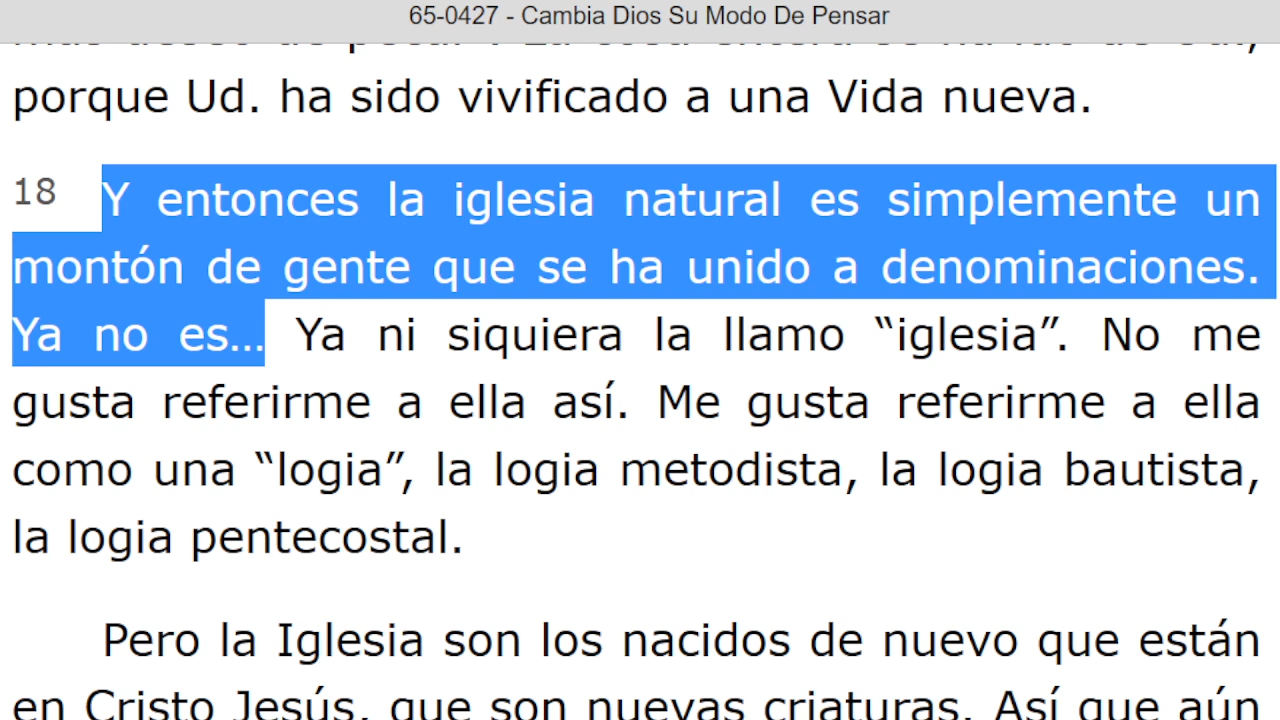 65-0427 - Cambia Dios Su Modo De Pensar
porque Ud. ha sido vivificado a una Vida nueva.
18 Y entonces la iglesia natural es simplemente un
montón de gente que se ha unido a denominaciones.
Ya no es... Ya ni siquiera la llamo “iglesia”. No me
gusta referirme a ella así. Me gusta referirme a ella
como una “logia”, la logia metodista, la logia bautista,
la logia pentecostal.
Pero la Iglesia son los nacidos de nuevo que están
en Cristo Jesús, que son nuevas criaturas. Así que aún